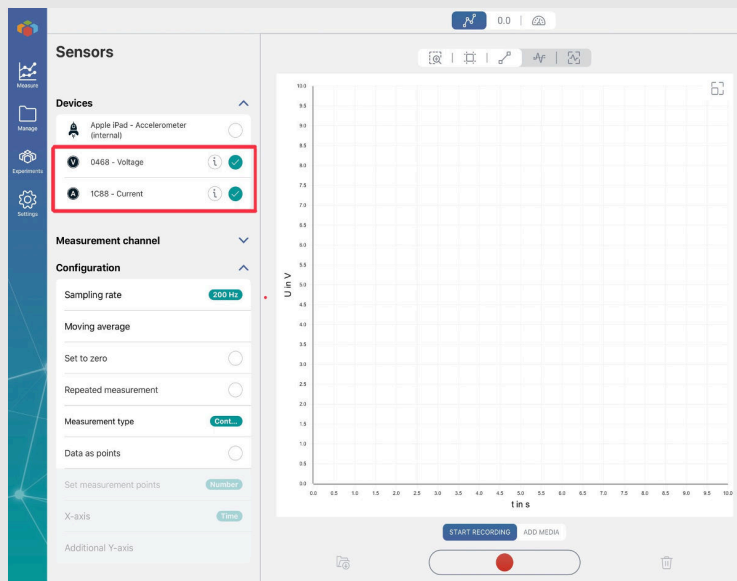 0.0
Sensors
Measure
Manage
Experiments
Settings
Devices
Apple iPad - Accelerometer
(internal)
V
0468 - Voltage
i
A
1C88 - Current
i
Measurement channel
Configuration
Sampling rate
200 Hz
Moving average
Set to zero
Repeated measurement
Measurement type
Cont...
Data as points
Set measurement points
Number
X-axis
Time
Additional Y-axis
U in V
10.0
9.5
9.0
8.5
8.0
7.5
7.0
6.5
6.0
5.5
5.0
4.5
4.0
3.5
3.0
2.5
2.0
1.5
1.0
0.5
0.0
0.0 0.5 1.0 1.5 2.0 2.5 3.0 3.5 4.0 4.5 5.0 5.5 6.0 6.5 7.0 7.5 8.0 8.5 9.0 9.5 10.0
t in s
START RECORDING ADD MEDIA